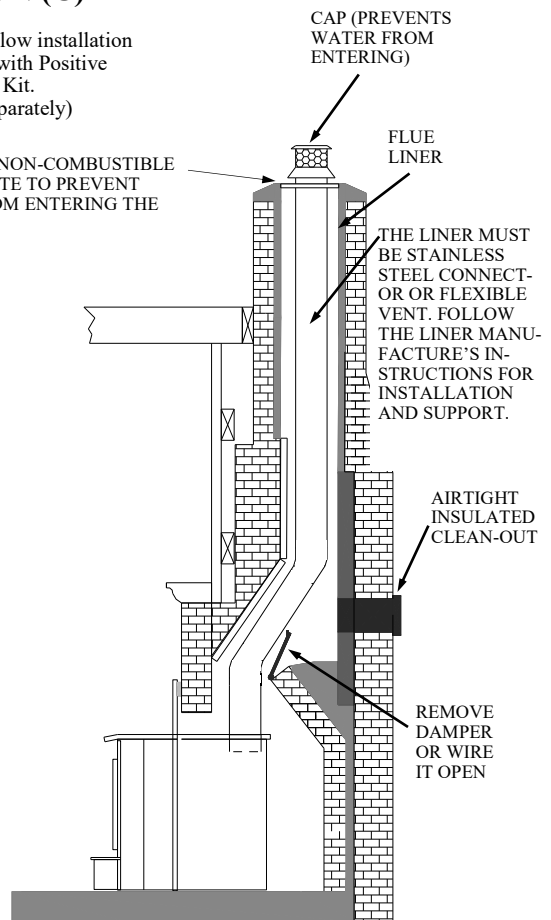 (C)
low installation
with Positive
Kit.
parately)
CAP (PREVENTS
WATER FROM
ENTERING)
FLUE
LINER
NON-COMBUSTIBLE
TE TO PREVENT
OM ENTERING THE
THE LINER MUST
BE STAINLESS
STEEL CONNECT-
OR OR FLEXIBLE
VENT. FOLLOW
THE LINER MANU-
FACTURE'S IN-
STRUCTIONS FOR
INSTALLATION
AND SUPPORT.
AIRTIGHT
INSULATED
CLEAN-OUT
REMOVE
DAMPER
OR WIRE
IT OPEN